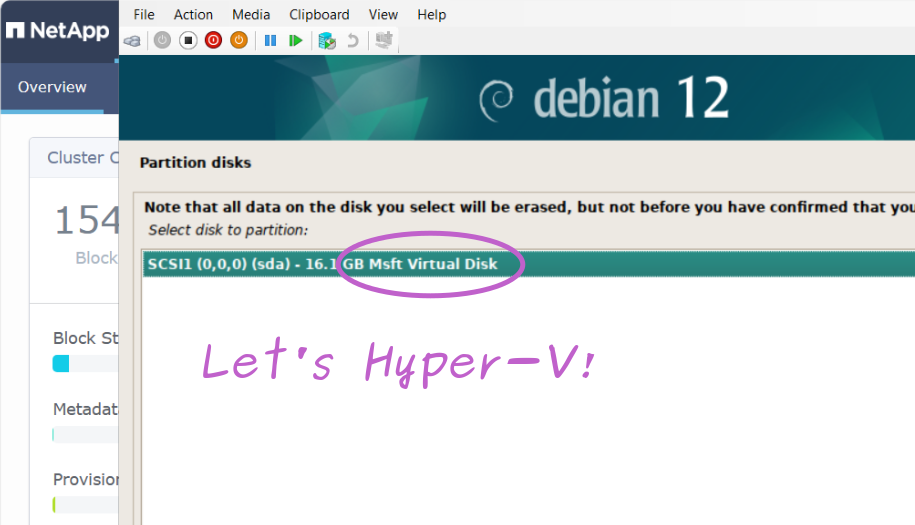 NetApp
Overview
Cluster C
154
Block
Block St
Metadat
Provision
File Action Media Clipboard View Help
debian 12
Partition disks
Note that all data on the disk you select will be erased, but not before you have confirmed that you
Select disk to partition:
SCSI1 (0,0,0) (sda) - 16.1 GB Msft Virtual Disk
Let's Hyper-V!